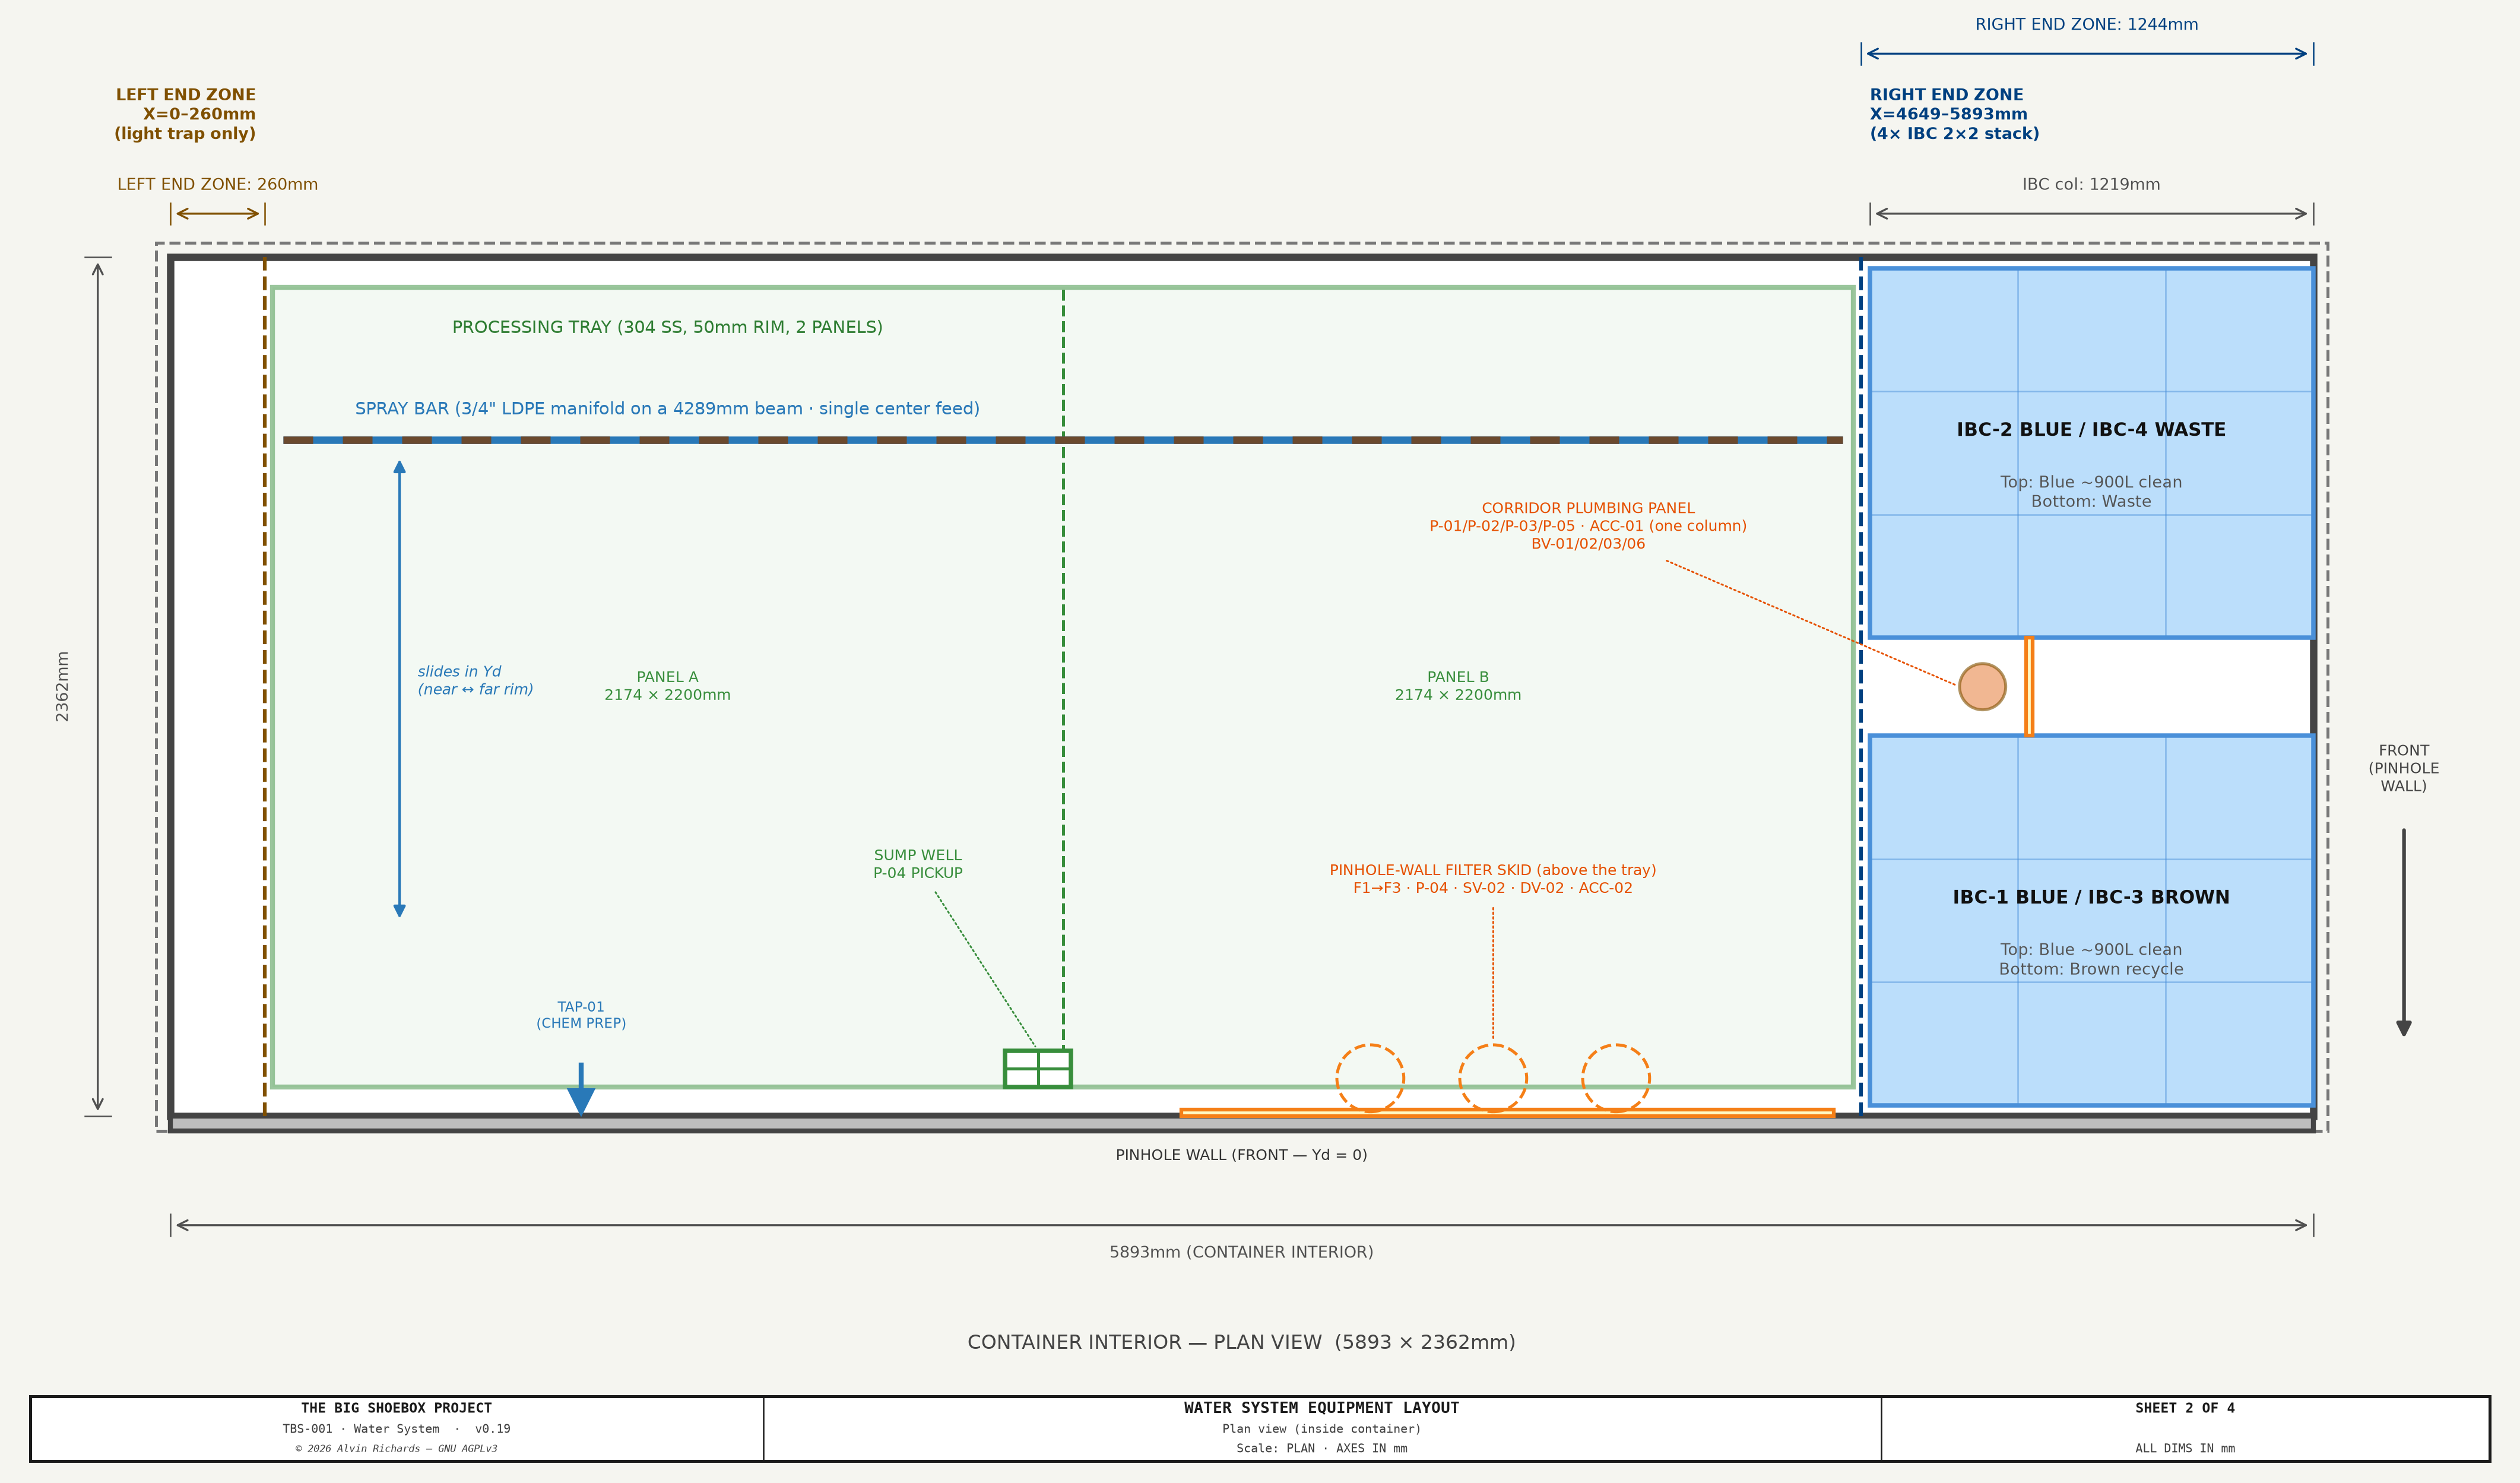 RIGHT END ZONE: 1244mm
LEFT END ZONE
X=0–260mm
(light trap only)
RIGHT END ZONE
X=4649–5893mm
(4× IBC 2×2 stack)
LEFT END ZONE: 260mm
IBC col: 1219mm
PROCESSING TRAY (304 SS, 50mm RIM, 2 PANELS)
SPRAY BAR (3/4" LDPE manifold on a 4289mm beam · single center feed)
IBC-2 BLUE / IBC-4 WASTE
Top: Blue ~900L clean
Bottom: Waste
CORRIDOR PLUMBING PANEL
P-01/P-02/P-03/P-05 · ACC-01 (one column)
BV-01/02/03/06
2362mm
slides in Yd
(near ↔ far rim)
PANEL A
2174 × 2200mm
PANEL B
2174 × 2200mm
FRONT
(PINHOLE
WALL)
SUMP WELL
P-04 PICKUP
PINHOLE-WALL FILTER SKID (above the tray)
F1→F3 · P-04 · SV-02 · DV-02 · ACC-02
IBC-1 BLUE / IBC-3 BROWN
Top: Blue ~900L clean
Bottom: Brown recycle
TAP-01
(CHEM PREP)
PINHOLE WALL (FRONT — Yd = 0)
5893mm (CONTAINER INTERIOR)
CONTAINER INTERIOR — PLAN VIEW (5893 × 2362mm)
THE BIG SHOEBOX PROJECT
TBS-001 · Water System · v0.19
© 2026 Alvin Richards — GNU AGPLv3
WATER SYSTEM EQUIPMENT LAYOUT
Plan view (inside container)
Scale: PLAN · AXES IN mm
SHEET 2 OF 4
ALL DIMS IN mm